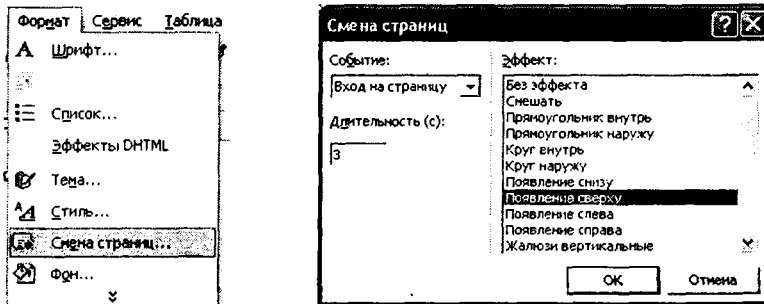 Формат Сервис Таблица
Шрифт...
Список...
Эффекты DHTML
Тема...
Стиль...
Смена страниц...
Фон...
Смена страниц
Событие:
Вход на страницу
Длительность (с):
3
Эффект:
Без эффекта
Смешать
Прямоугольник внутрь
Прямоугольник наружу
Круг внутрь
Круг наружу
Появление снизу
Появление сверху
Появление слева
Появление справа
Жалюзи вертикальные
ОК Отмена